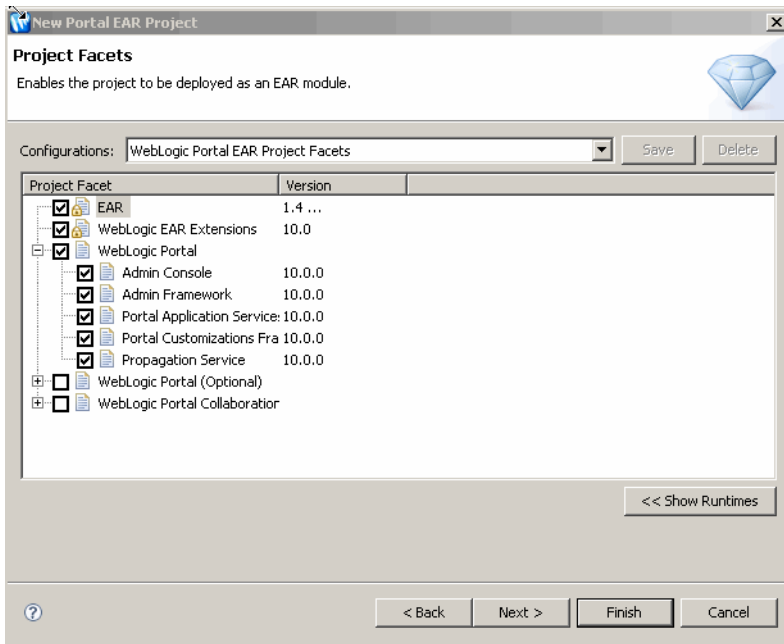 New Portal EAR Project
Project Facets
Enables the project to be deployed as an EAR module.
Configurations: WebLogic Portal EAR Project Facets Save Delete
Project Facet Version
EAR 1.4 ...
WebLogic EAR Extensions 10.0
WebLogic Portal
Admin Console 10.0.0
Admin Framework 10.0.0
Portal Application Service: 10.0.0
Portal Customizations Fra 10.0.0
Propagation Service 10.0.0
WebLogic Portal (Optional)
WebLogic Portal Collaboration
<< Show Runtimes
< Back Next > Finish Cancel